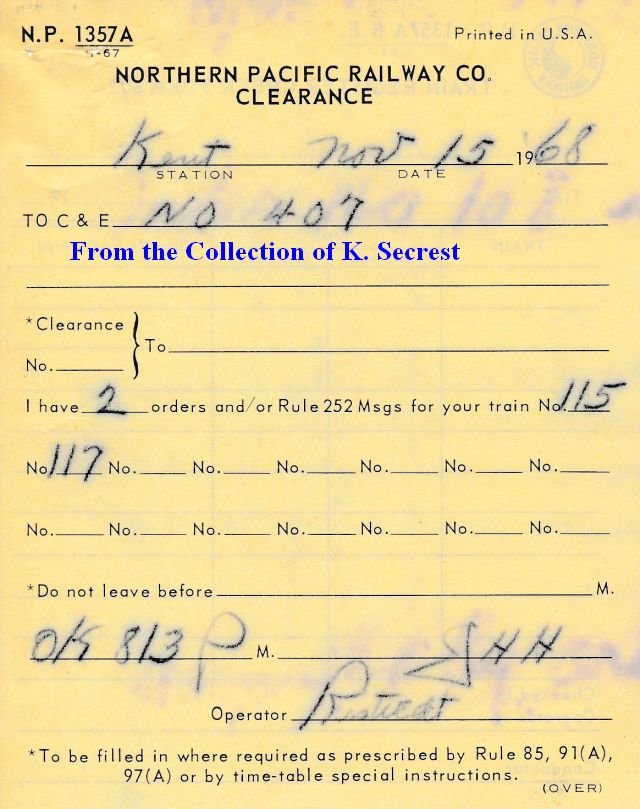 N.P. 1357A Printed in U.S.A.
1-67
NORTHERN PACIFIC RAILWAY CO.
CLEARANCE
Kent Nov 15 1968
STATION DATE
TO C & E NO 407
From the Collection of K. Secrest
*Clearance
No. To
I have 2 orders and/or Rule 252 Msgs for your train No. 115
No. 117 No. No. No. No. No. No.
No. No. No. No. No. No. No.
*Do not leave before M.
OK 813 P M. JHH
Operator
*To be filled in where required as prescribed by Rule 85, 91(A),
97(A) or by time-table special instructions.
(OVER)